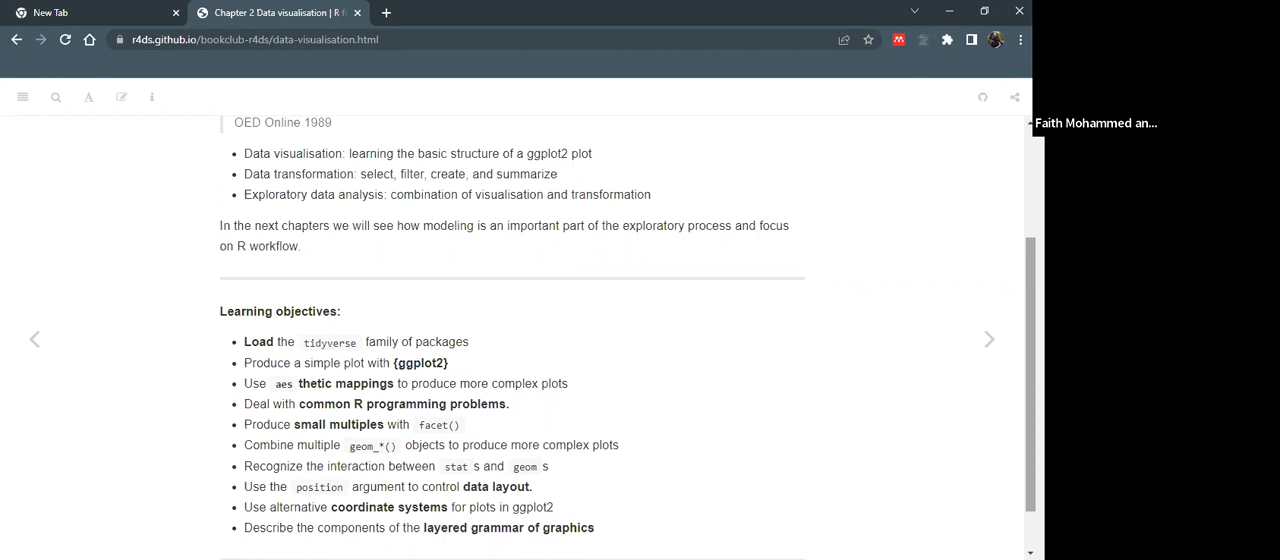 New Tab
Chapter 2 Data visualisation | R f
r4ds.github.io/bookclub-r4ds/data-visualisation.html
Faith Mohammed an...
OED Online 1989
• Data visualisation: learning the basic structure of a ggplot2 plot
• Data transformation: select, filter, create, and summarize
• Exploratory data analysis: combination of visualisation and transformation
In the next chapters we will see how modeling is an important part of the exploratory process and focus
on R workflow.
Learning objectives:
• Load the tidyverse family of packages
• Produce a simple plot with {ggplot2}
• Use aes thetic mappings to produce more complex plots
• Deal with common R programming problems.
• Produce small multiples with facet()
• Combine multiple geom_*() objects to produce more complex plots
• Recognize the interaction between stat s and geom s
• Use the position argument to control data layout.
• Use alternative coordinate systems for plots in ggplot2
• Describe the components of the layered grammar of graphics